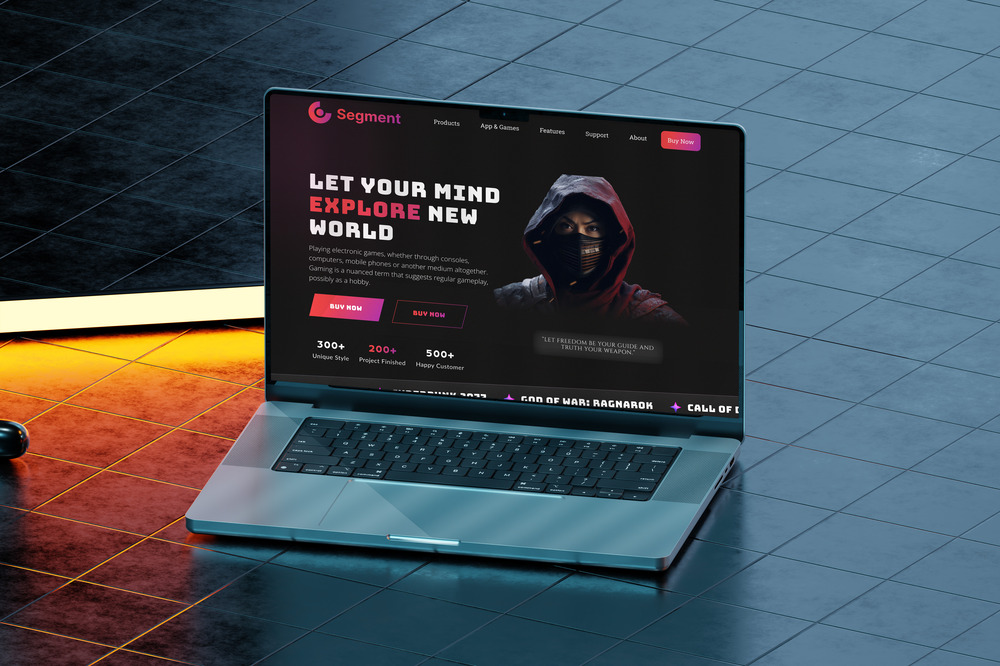 Segment
Products
App & Games
Features
Support
About
Buy Now
LET YOUR MIND
EXPLORE NEW
WORLD
Playing electronic games, whether through consoles,
computers, mobile phones or another medium altogether.
Gaming is a nuanced term that suggests regular gameplay,
possibly as a hobby.
BUY NOW
BUY NOW
300+
Unique Style
200+
Project Finished
500+
Happy Customer
"LET FREEDOM BE YOUR GUIDE AND
TRUTH YOUR WEAPON."
GOD OF WAR: RAGNAROK
CALL OF